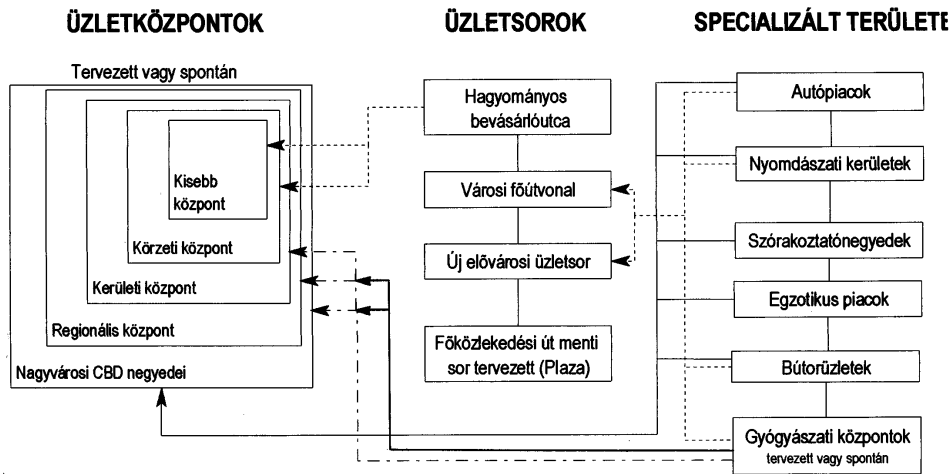 ÜZLETKÖZPONTOK
Tervezett vagy spontán
Kisebb
központ
Körzeti központ
Kerületi központ
Regionális központ
Nagyvárosi CBD negyedei
ÜZLETSOROK
Hagyományos
bevásárlóutca
Városi főútvonal
Új elővárosi üzletsor
Főközlekedési út menti
sor tervezett (Plaza)
SPECIALIZÁLT TERÜLETE
Autópiacok
Nyomdászati kerületek
Szórakoztatónegyedek
Egzotikus piacok
Bútorüzletek
Gyógyászati központok
tervezett vagy spontán